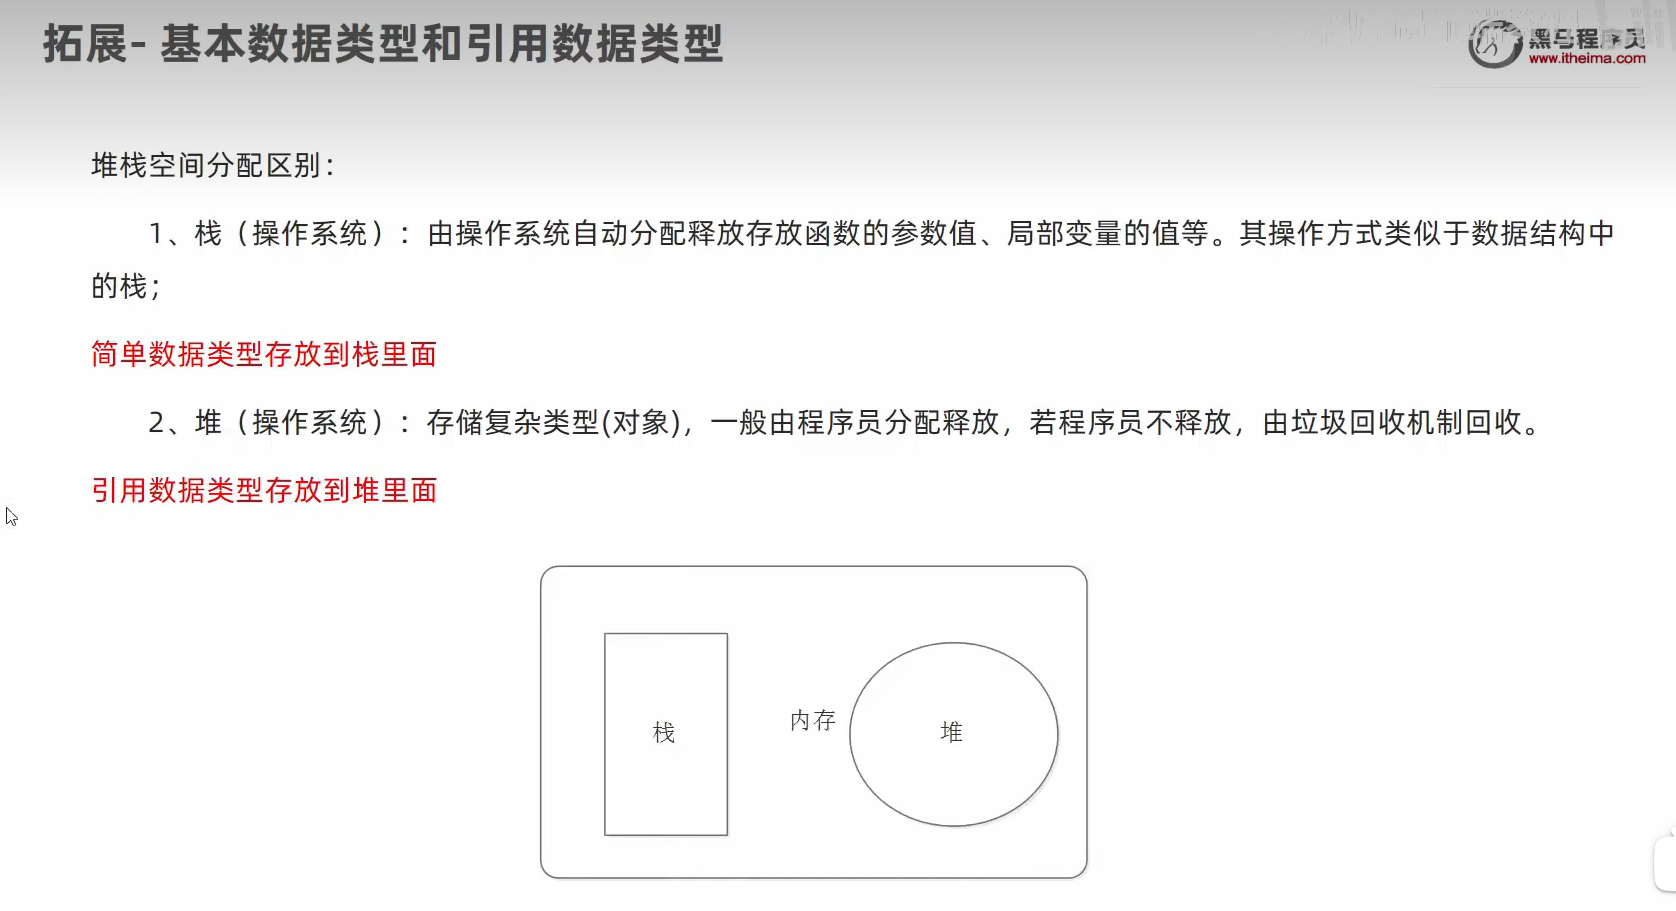 拓展- 基本数据类型和引用数据类型
黑马程序员
www.itheima.com
堆栈空间分配区别：
1、栈（操作系统）：由操作系统自动分配释放存放函数的参数值、局部变量的值等。其操作方式类似于数据结构中
的栈；
简单数据类型存放到栈里面
2、堆（操作系统）：存储复杂类型(对象)，一般由程序员分配释放，若程序员不释放，由垃圾回收机制回收。
引用数据类型存放到堆里面
栈
内存
堆